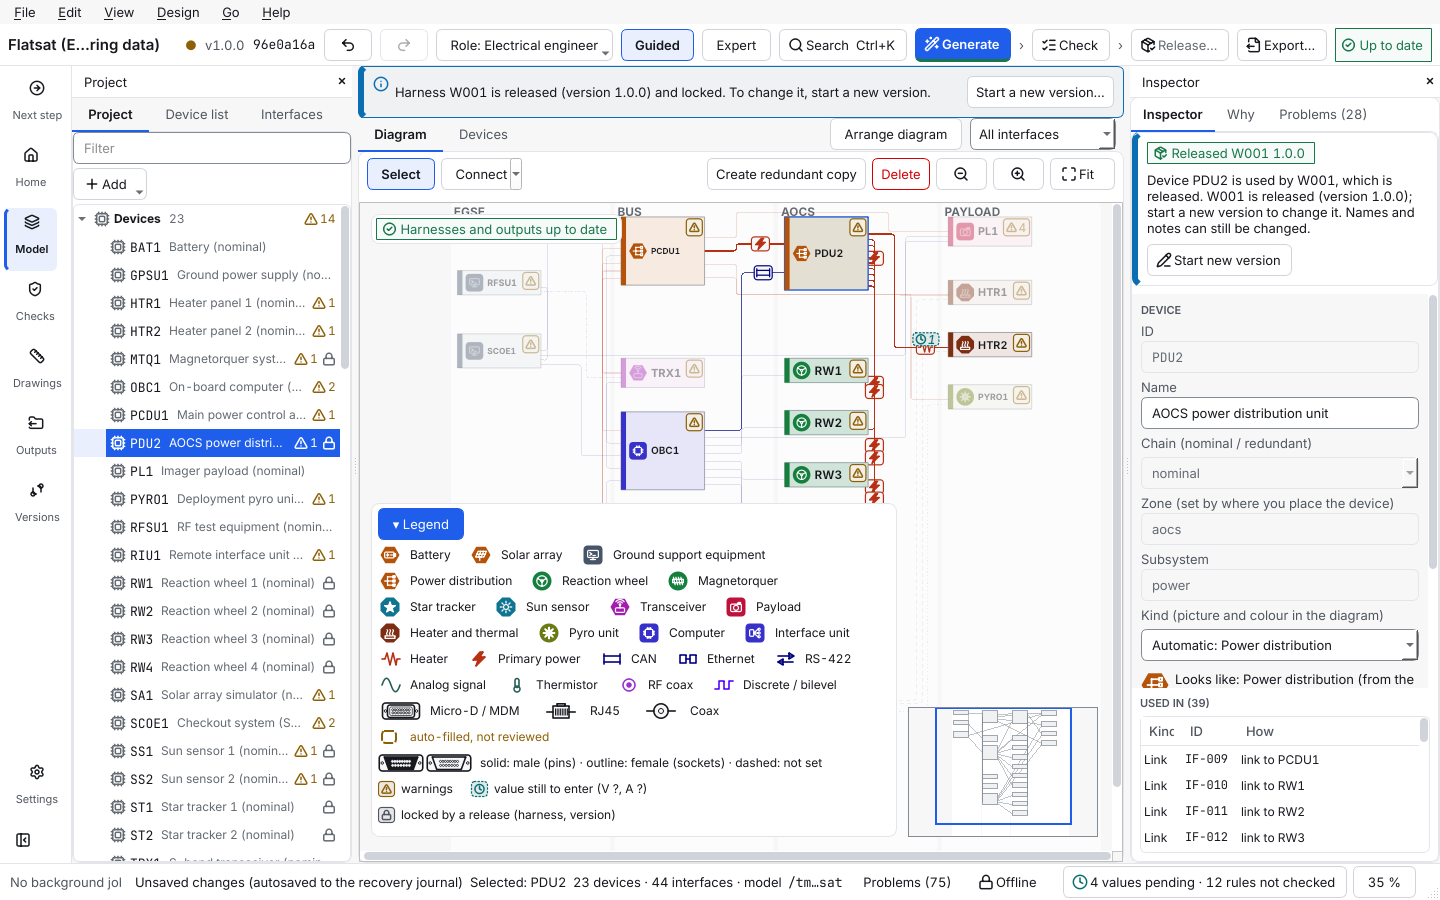 File Edit View Design Go Help
Flatsat (E...ring data) v1.0.0 96e0a16a Role: Electrical engineer Guided Expert Search Ctrl+K Generate › Check › Release... Export... Up to date
Next step
Home
Model
Checks
Drawings
Outputs
Versions
Settings
Project ×
Project Device list Interfaces
Filter
+ Add
Devices 23 14
BAT1 Battery (nominal)
GPSU1 Ground power supply (no...
HTR1 Heater panel 1 (nomin... 1
HTR2 Heater panel 2 (nomin... 1
MTQ1 Magnetorquer syst... 1
OBC1 On-board computer (... 2
PCDU1 Main power control a... 1
PDU2 AOCS power distri... 1
PL1 Imager payload (nominal)
PYRO1 Deployment pyro uni... 1
RFSU1 RF test equipment (nomin...
RIU1 Remote interface unit ... 1
RW1 Reaction wheel 1 (nominal)
RW2 Reaction wheel 2 (nominal)
RW3 Reaction wheel 3 (nominal)
RW4 Reaction wheel 4 (nominal)
SA1 Solar array simulator (n... 1
SCOE1 Checkout system (S... 2
SS1 Sun sensor 1 (nomin... 1
SS2 Sun sensor 2 (nomin... 1
ST1 Star tracker 1 (nominal)
ST2 Star tracker 2 (nominal)
Harness W001 is released (version 1.0.0) and locked. To change it, start a new version. Start a new version...
Diagram Devices Arrange diagram All interfaces
Select Connect Create redundant copy Delete Fit
EGSE BUS AOCS PAYLOAD
Harnesses and outputs up to date
PCDU1 PDU2 PL1 4
RFSU1 HTR1
SCOE1 1 HTR2
TRX1 RW1 PYRO1
OBC1 RW2
RW3
▾ Legend
Battery Solar array Ground support equipment
Power distribution Reaction wheel Magnetorquer
Star tracker Sun sensor Transceiver Payload
Heater and thermal Pyro unit Computer Interface unit
Heater Primary power CAN Ethernet RS-422
Analog signal Thermistor RF coax Discrete / bilevel
Micro-D / MDM RJ45 Coax
auto-filled, not reviewed
solid: male (pins) · outline: female (sockets) · dashed: not set
warnings value still to enter (V ?, A ?)
locked by a release (harness, version)
Inspector ×
Inspector Why Problems (28)
Released W001 1.0.0
Device PDU2 is used by W001, which is
released. W001 is released (version 1.0.0);
start a new version to change it. Names and
notes can still be changed.
Start new version
DEVICE
ID
PDU2
Name
AOCS power distribution unit
Chain (nominal / redundant)
nominal
Zone (set by where you place the device)
aocs
Subsystem
power
Kind (picture and colour in the diagram)
Automatic: Power distribution
Looks like: Power distribution (from the
USED IN (39)
Kind ID How
Link IF-009 link to PCDU1
Link IF-010 link to RW1
Link IF-011 link to RW2
Link IF-012 link to RW3
No background jol Unsaved changes (autosaved to the recovery journal) Selected: PDU2 23 devices · 44 interfaces · model /tm...sat Problems (75) Offline 4 values pending · 12 rules not checked 35 %